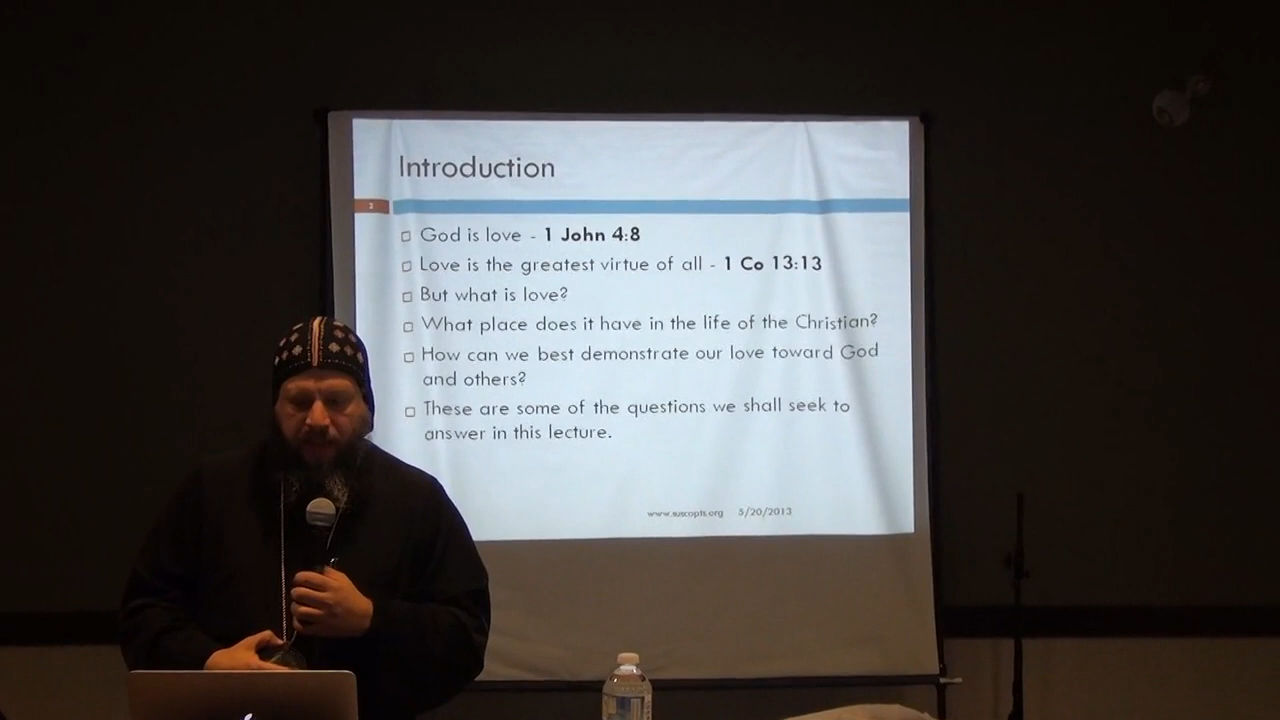 Introduction
2
God is love - 1 John 4:8
Love is the greatest virtue of all - 1 Co 13:13
But what is love?
What place does it have in the life of the Christian?
How can we best demonstrate our love toward God
and others?
These are some of the questions we shall seek to
answer in this lecture.
www.suscopts.org 5/20/2013